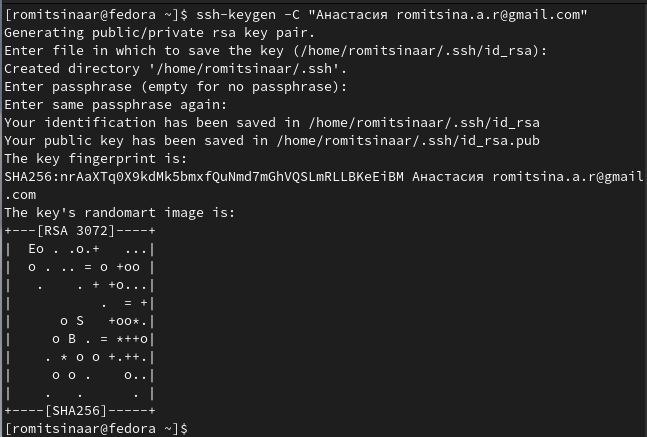 [romitsinaar@fedora ~]$ ssh-keygen -C "Анастасия romitsina.a.r@gmail.com"
Generating public/private rsa key pair.
Enter file in which to save the key (/home/romitsinaar/.ssh/id_rsa):
Created directory '/home/romitsinaar/.ssh'.
Enter passphrase (empty for no passphrase):
Enter same passphrase again:
Your identification has been saved in /home/romitsinaar/.ssh/id_rsa
Your public key has been saved in /home/romitsinaar/.ssh/id_rsa.pub
The key fingerprint is:
SHA256:nrAaXTq0X9kdMk5bmxfQuNmd7mGhVQSLmRLLBKeEiBM Анастасия romitsina.a.r@gmail
.com
The key's randomart image is:
+---[RSA 3072]----+
|  Eo . .o.+   ...|
|  o . .. = o +oo |
|   .    . + +o...|
|           .  = +|
|      o S   +oo*.|
|     o B . = *++o|
|    . * o o +.++.|
|     o o .    o..|
|    .   .      . |
+----[SHA256]-----+
[romitsinaar@fedora ~]$